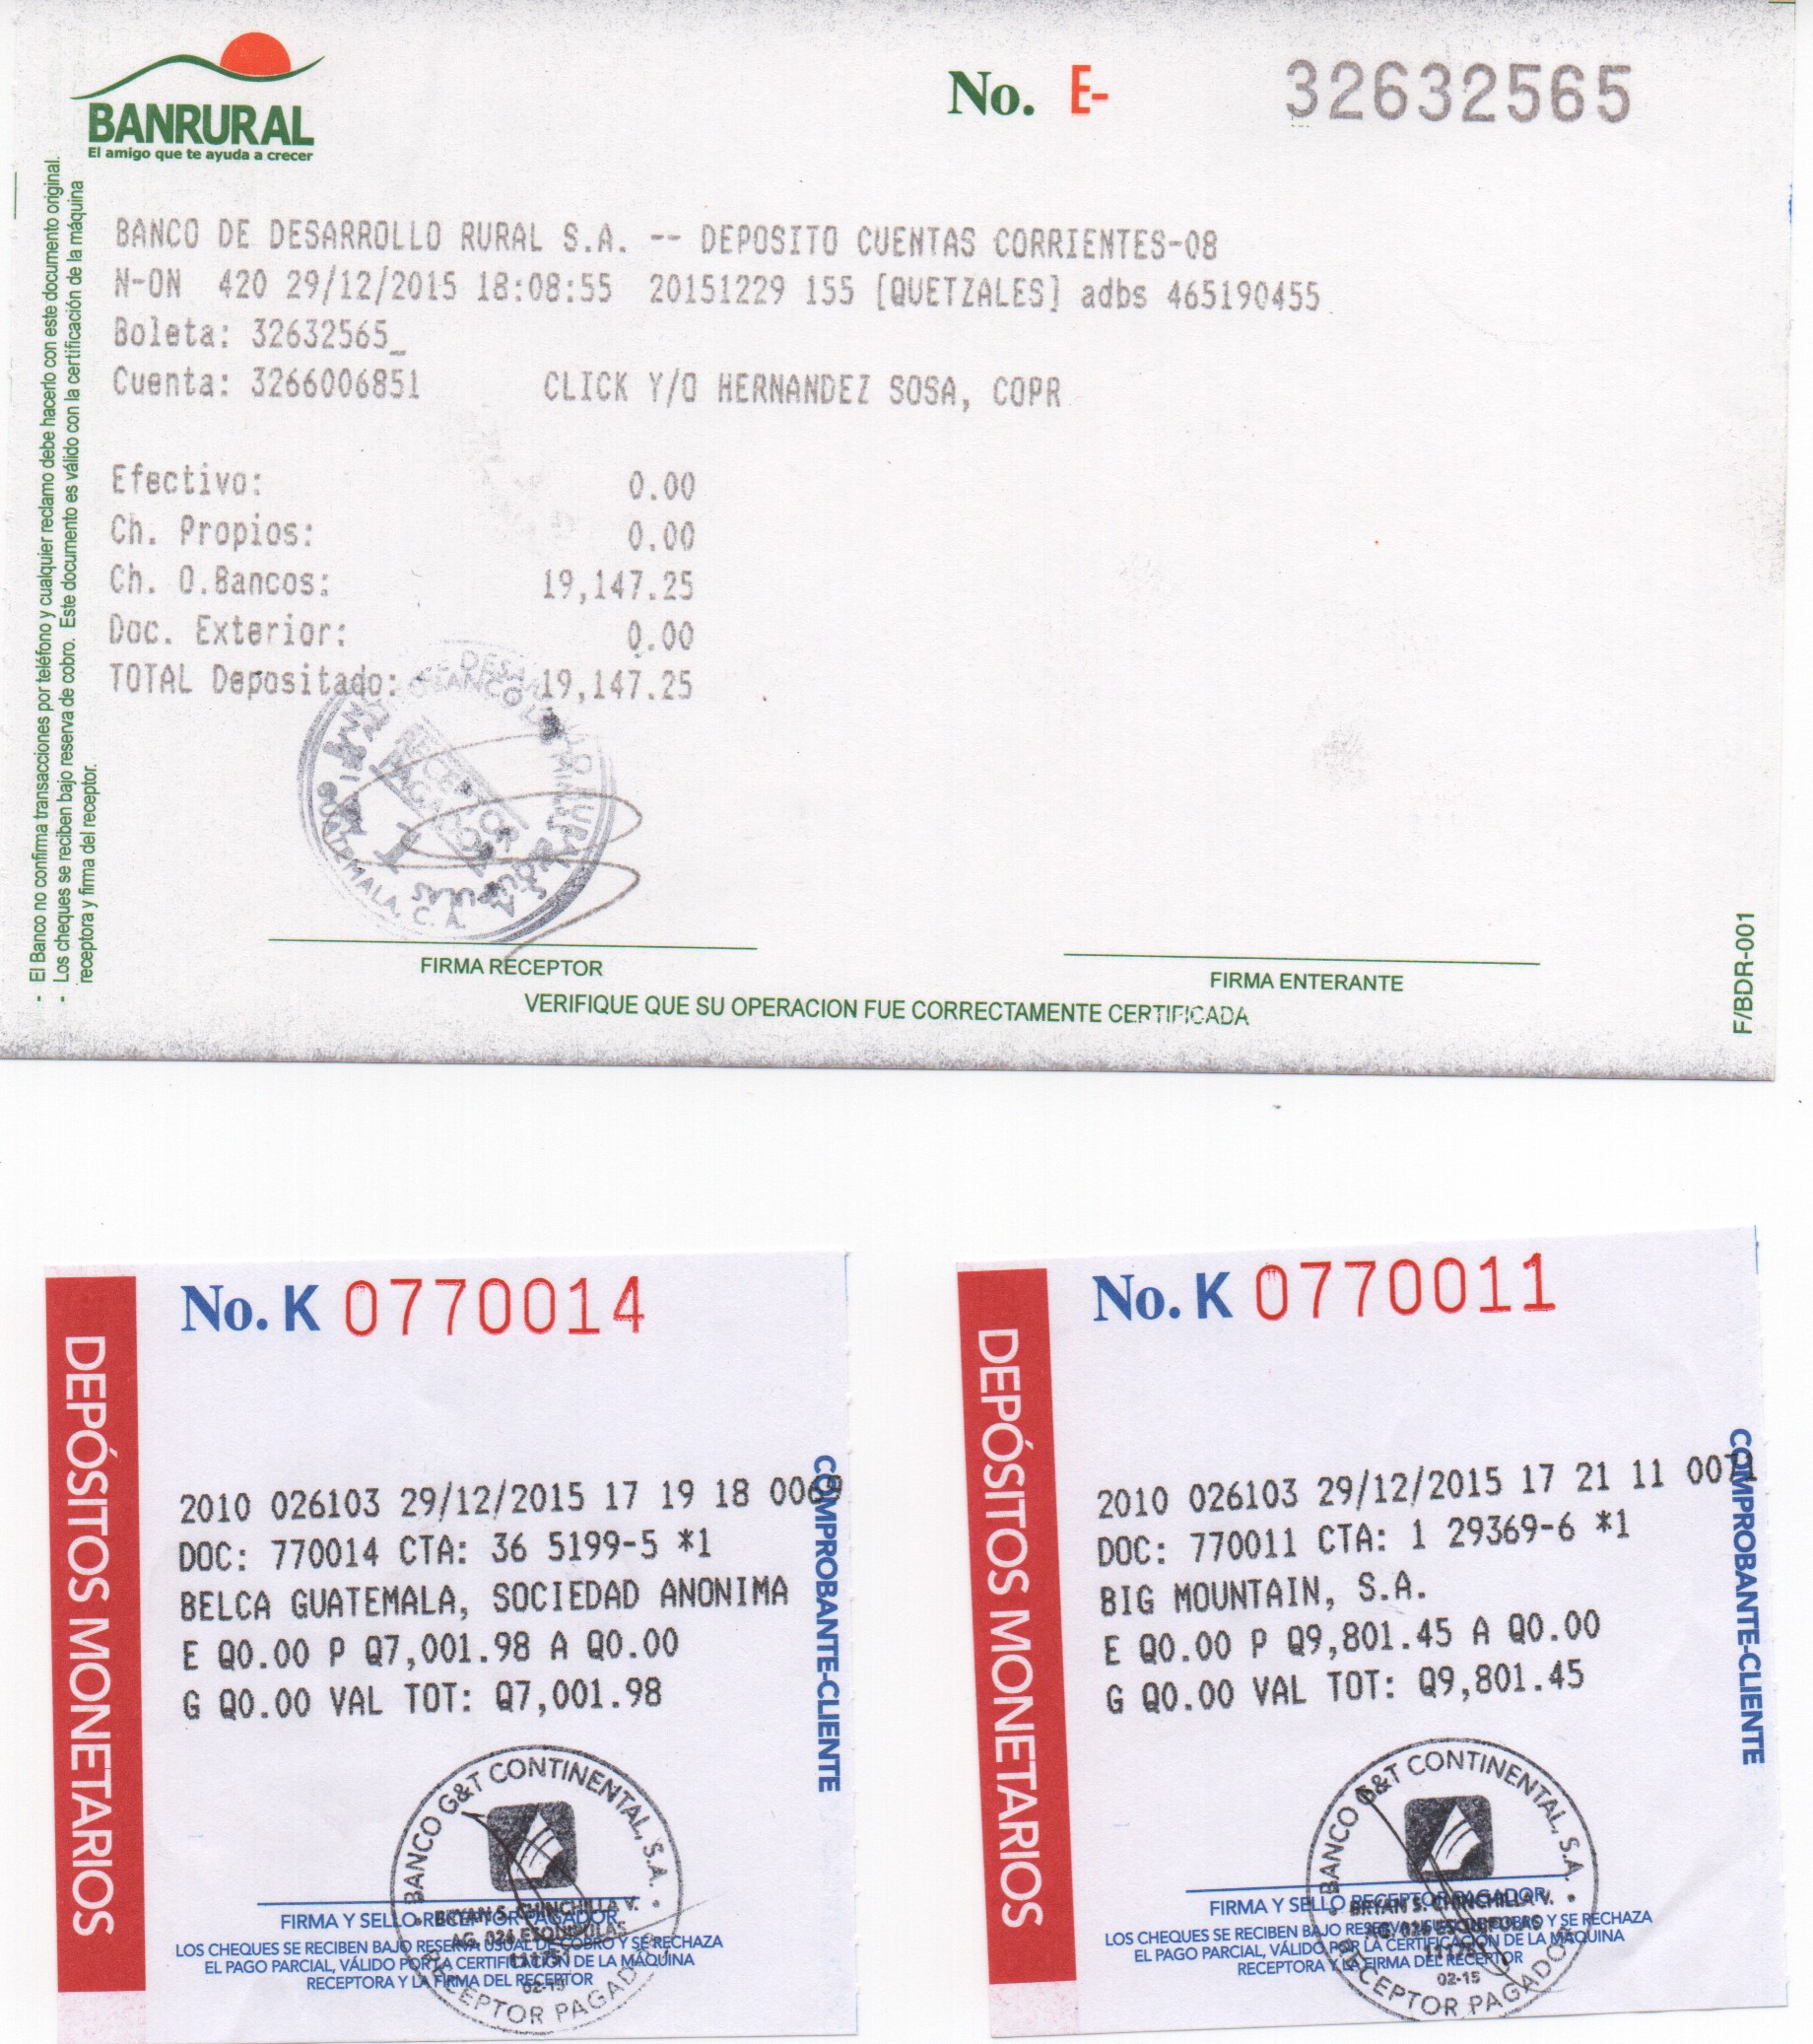 BANRURAL
El amigo que te ayuda a crecer
No. E- 32632565
- El Banco no confirma transacciones por teléfono y cualquier reclamo debe hacerlo con este documento original.
- Los cheques se reciben bajo reserva de cobro. Este documento es válido con la certificación de la máquina
receptora y firma del receptor.
BANCO DE DESARROLLO RURAL S.A. -- DEPOSITO CUENTAS CORRIENTES-08
N-ON 420 29/12/2015 18:08:55 20151229 155 [QUETZALES] adbs 465190455
Boleta: 32632565_
Cuenta: 3266006851 CLICK Y/O HERNANDEZ SOSA, COPR
Efectivo: 0.00
Ch. Propios: 0.00
Ch. O.Bancos: 19,147.25
Doc. Exterior: 0.00
TOTAL Depositado: 19,147.25
RECEPTOR
PAGADOR
1
GUATEMALA, C. A.
FIRMA RECEPTOR
FIRMA ENTERANTE
VERIFIQUE QUE SU OPERACION FUE CORRECTAMENTE CERTIFICADA
F/BDR-001
DEPÓSITOS MONETARIOS
No. K 0770014
2010 026103 29/12/2015 17 19 18
DOC: 770014 CTA: 36 5199-5 *1
BELCA GUATEMALA, SOCIEDAD ANONIMA
E Q0.00 P Q7,001.98 A Q0.00
G Q0.00 VAL TOT: Q7,001.98
COMPROBANTE-CLIENTE
BANCO G&T CONTINENTAL, S.A.
BRYAN S. CHINCHILLA V.
AG. 026 ESQUIPULAS
02-15
RECEPTOR PAGADOR
FIRMA Y SELLO RECEPTOR PAGADOR
LOS CHEQUES SE RECIBEN BAJO RESERVA USUAL DE COBRO Y SE RECHAZA
EL PAGO PARCIAL, VÁLIDO POR LA CERTIFICACIÓN DE LA MÁQUINA
RECEPTORA Y LA FIRMA DEL RECEPTOR
DEPÓSITOS MONETARIOS
No. K 0770011
2010 026103 29/12/2015 17 21 11
DOC: 770011 CTA: 1 29369-6 *1
BIG MOUNTAIN, S.A.
E Q0.00 P Q9,801.45 A Q0.00
G Q0.00 VAL TOT: Q9,801.45
COMPROBANTE-CLIENTE
BANCO G&T CONTINENTAL, S.A.
BRYAN S. CHINCHILLA V.
AG. 026 ESQUIPULAS
02-15
RECEPTOR PAGADOR
FIRMA Y SELLO RECEPTOR PAGADOR
LOS CHEQUES SE RECIBEN BAJO RESERVA USUAL DE COBRO Y SE RECHAZA
EL PAGO PARCIAL, VÁLIDO POR LA CERTIFICACIÓN DE LA MÁQUINA
RECEPTORA Y LA FIRMA DEL RECEPTOR